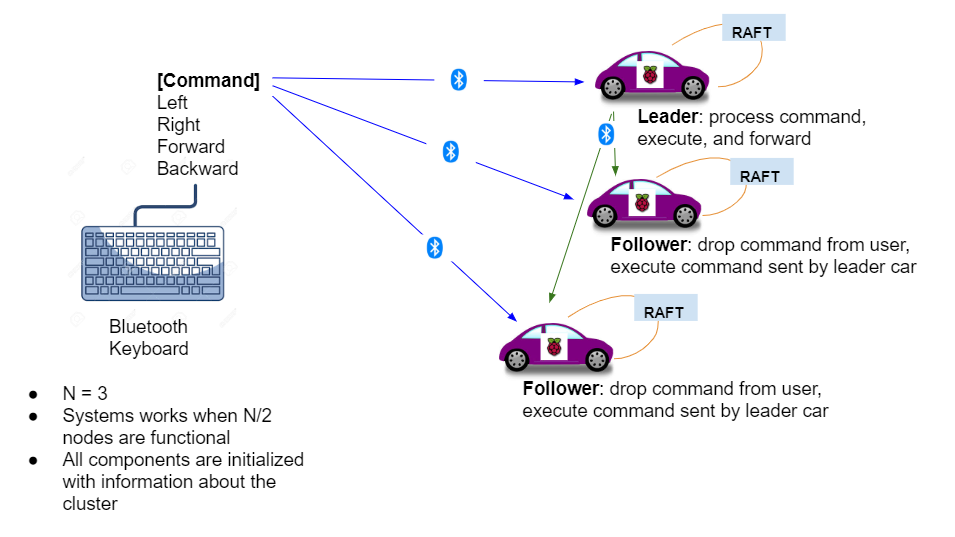 [Command]
Left
Right
Forward
Backward
Bluetooth
Keyboard
● N = 3
● Systems works when N/2
nodes are functional
● All components are initialized
with information about the
cluster
RAFT
Leader: process command,
execute, and forward
RAFT
Follower: drop command from user,
execute command sent by leader car
RAFT
Follower: drop command from user,
execute command sent by leader car